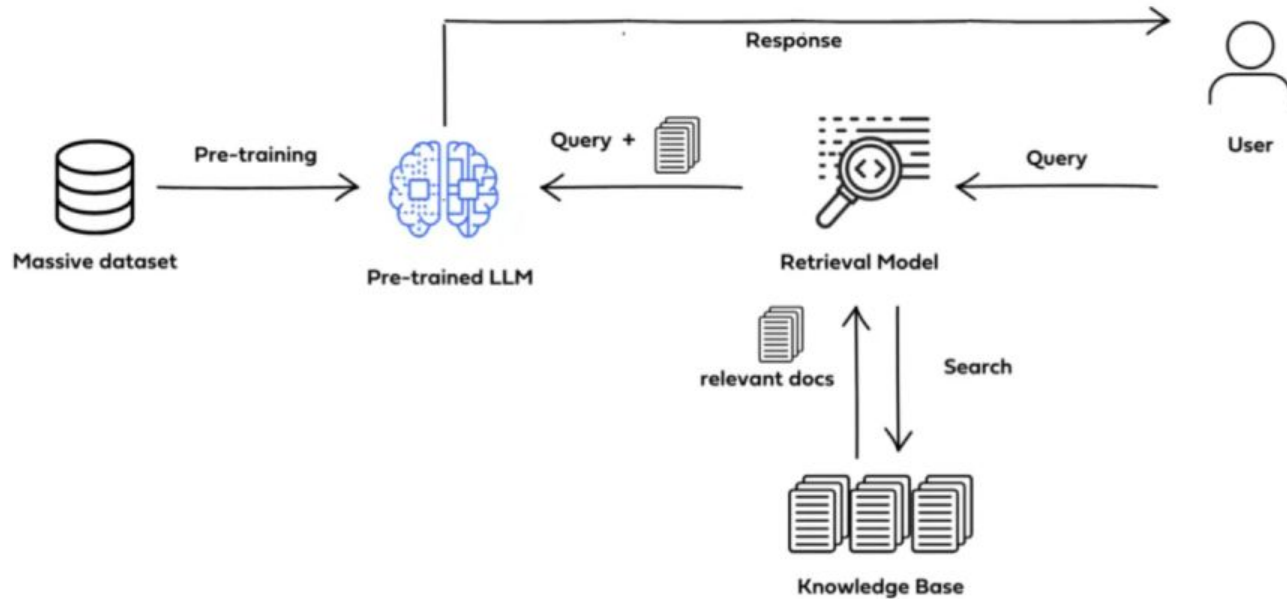 Response
Query +
Pre-training
Query
User
Massive dataset
Pre-trained LLM
Retrieval Model
relevant docs
Search
Knowledge Base